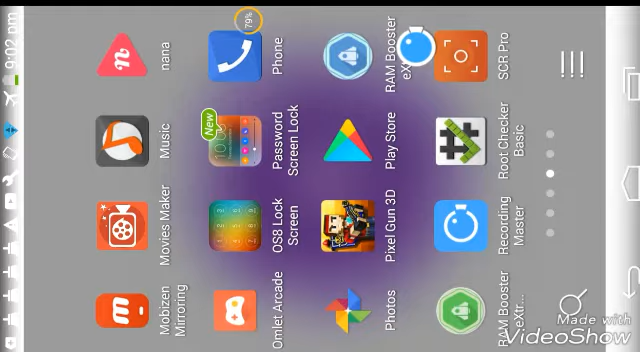 9:02 pm
79%
Mobizen
Mirroring
Movies Maker
Music
nana
New
Omlet Arcade
OS8 Lock
Screen
Password
Screen Lock
Phone
Photos
Pixel Gun 3D
Play Store
RAM Booster
RAM Booster
eXtr...
Recording
Master
Root Checker
Basic
SCR Pro
Made with
VideoShow